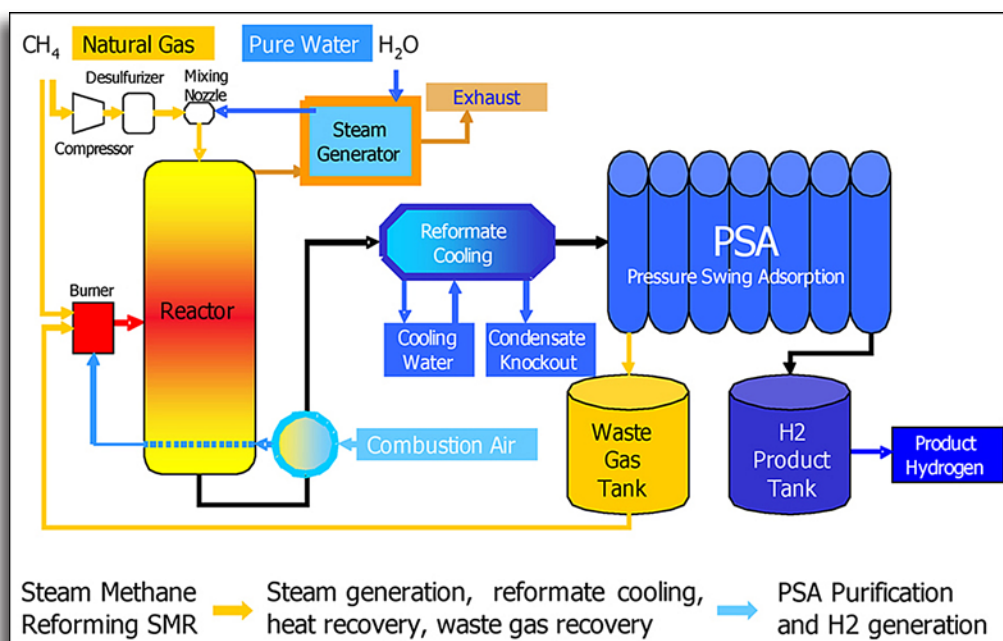 CH4 Natural Gas Pure Water H2O
Desulfurizer
Mixing
Nozzle
Compressor
Steam
Generator
Exhaust
Reformate
Cooling
PSA
Pressure Swing Adsorption
Burner
Reactor
Cooling
Water
Condensate
Knockout
Combustion Air
Waste
Gas
Tank
H2
Product
Tank
Product
Hydrogen
Steam Methane
Reforming SMR
Steam generation, reformate cooling,
heat recovery, waste gas recovery
PSA Purification
and H2 generation